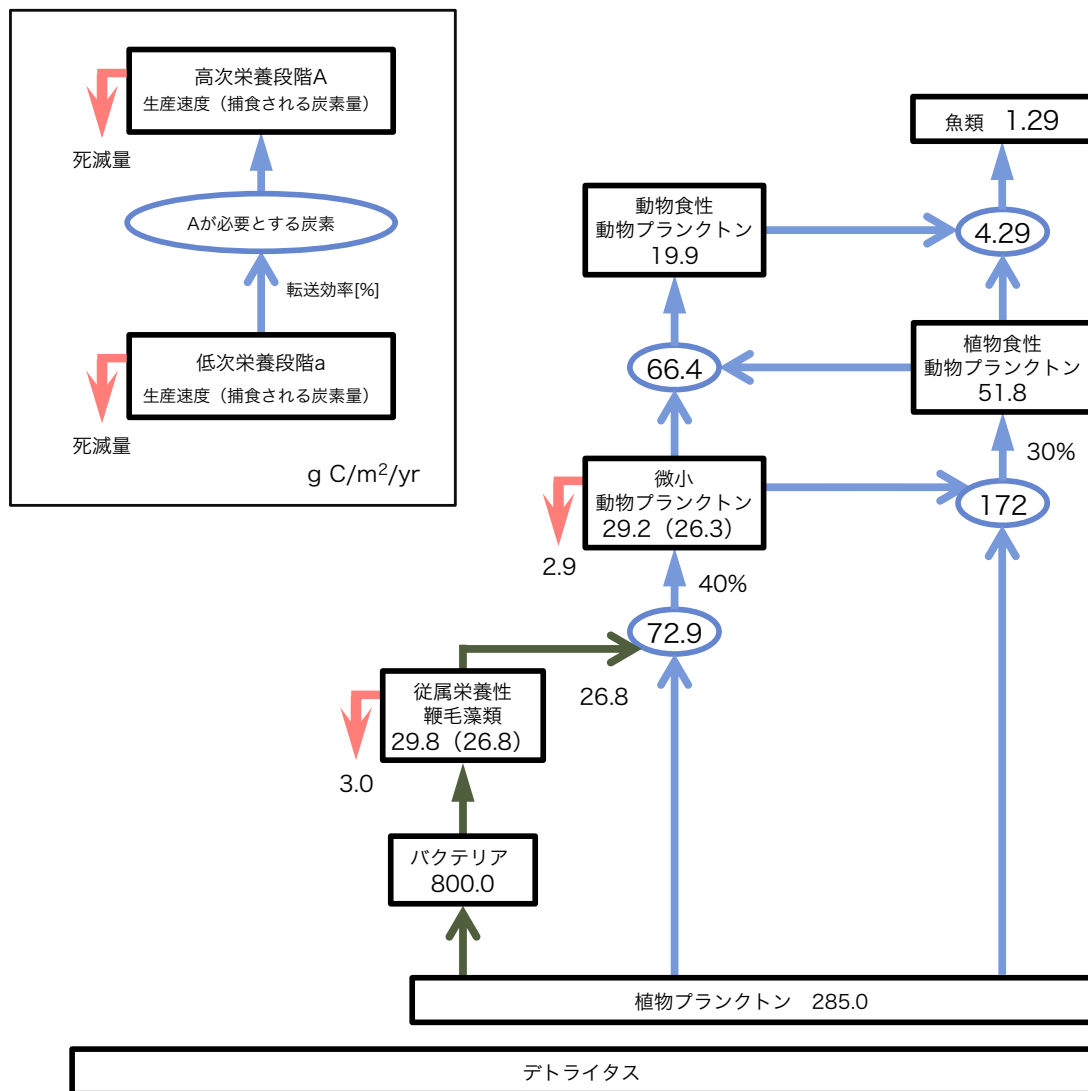 高次栄養段階A
生産速度（捕食される炭素量）
死滅量
Aが必要とする炭素
転送効率[%]
低次栄養段階a
生産速度（捕食される炭素量）
死滅量
g C/m²/yr
魚類 1.29
動物食性
動物プランクトン
19.9
4.29
66.4
植物食性
動物プランクトン
51.8
30%
微小
動物プランクトン
29.2（26.3）
172
2.9
40%
72.9
従属栄養性
鞭毛藻類
29.8（26.8）
26.8
3.0
バクテリア
800.0
植物プランクトン 285.0
デトライタス